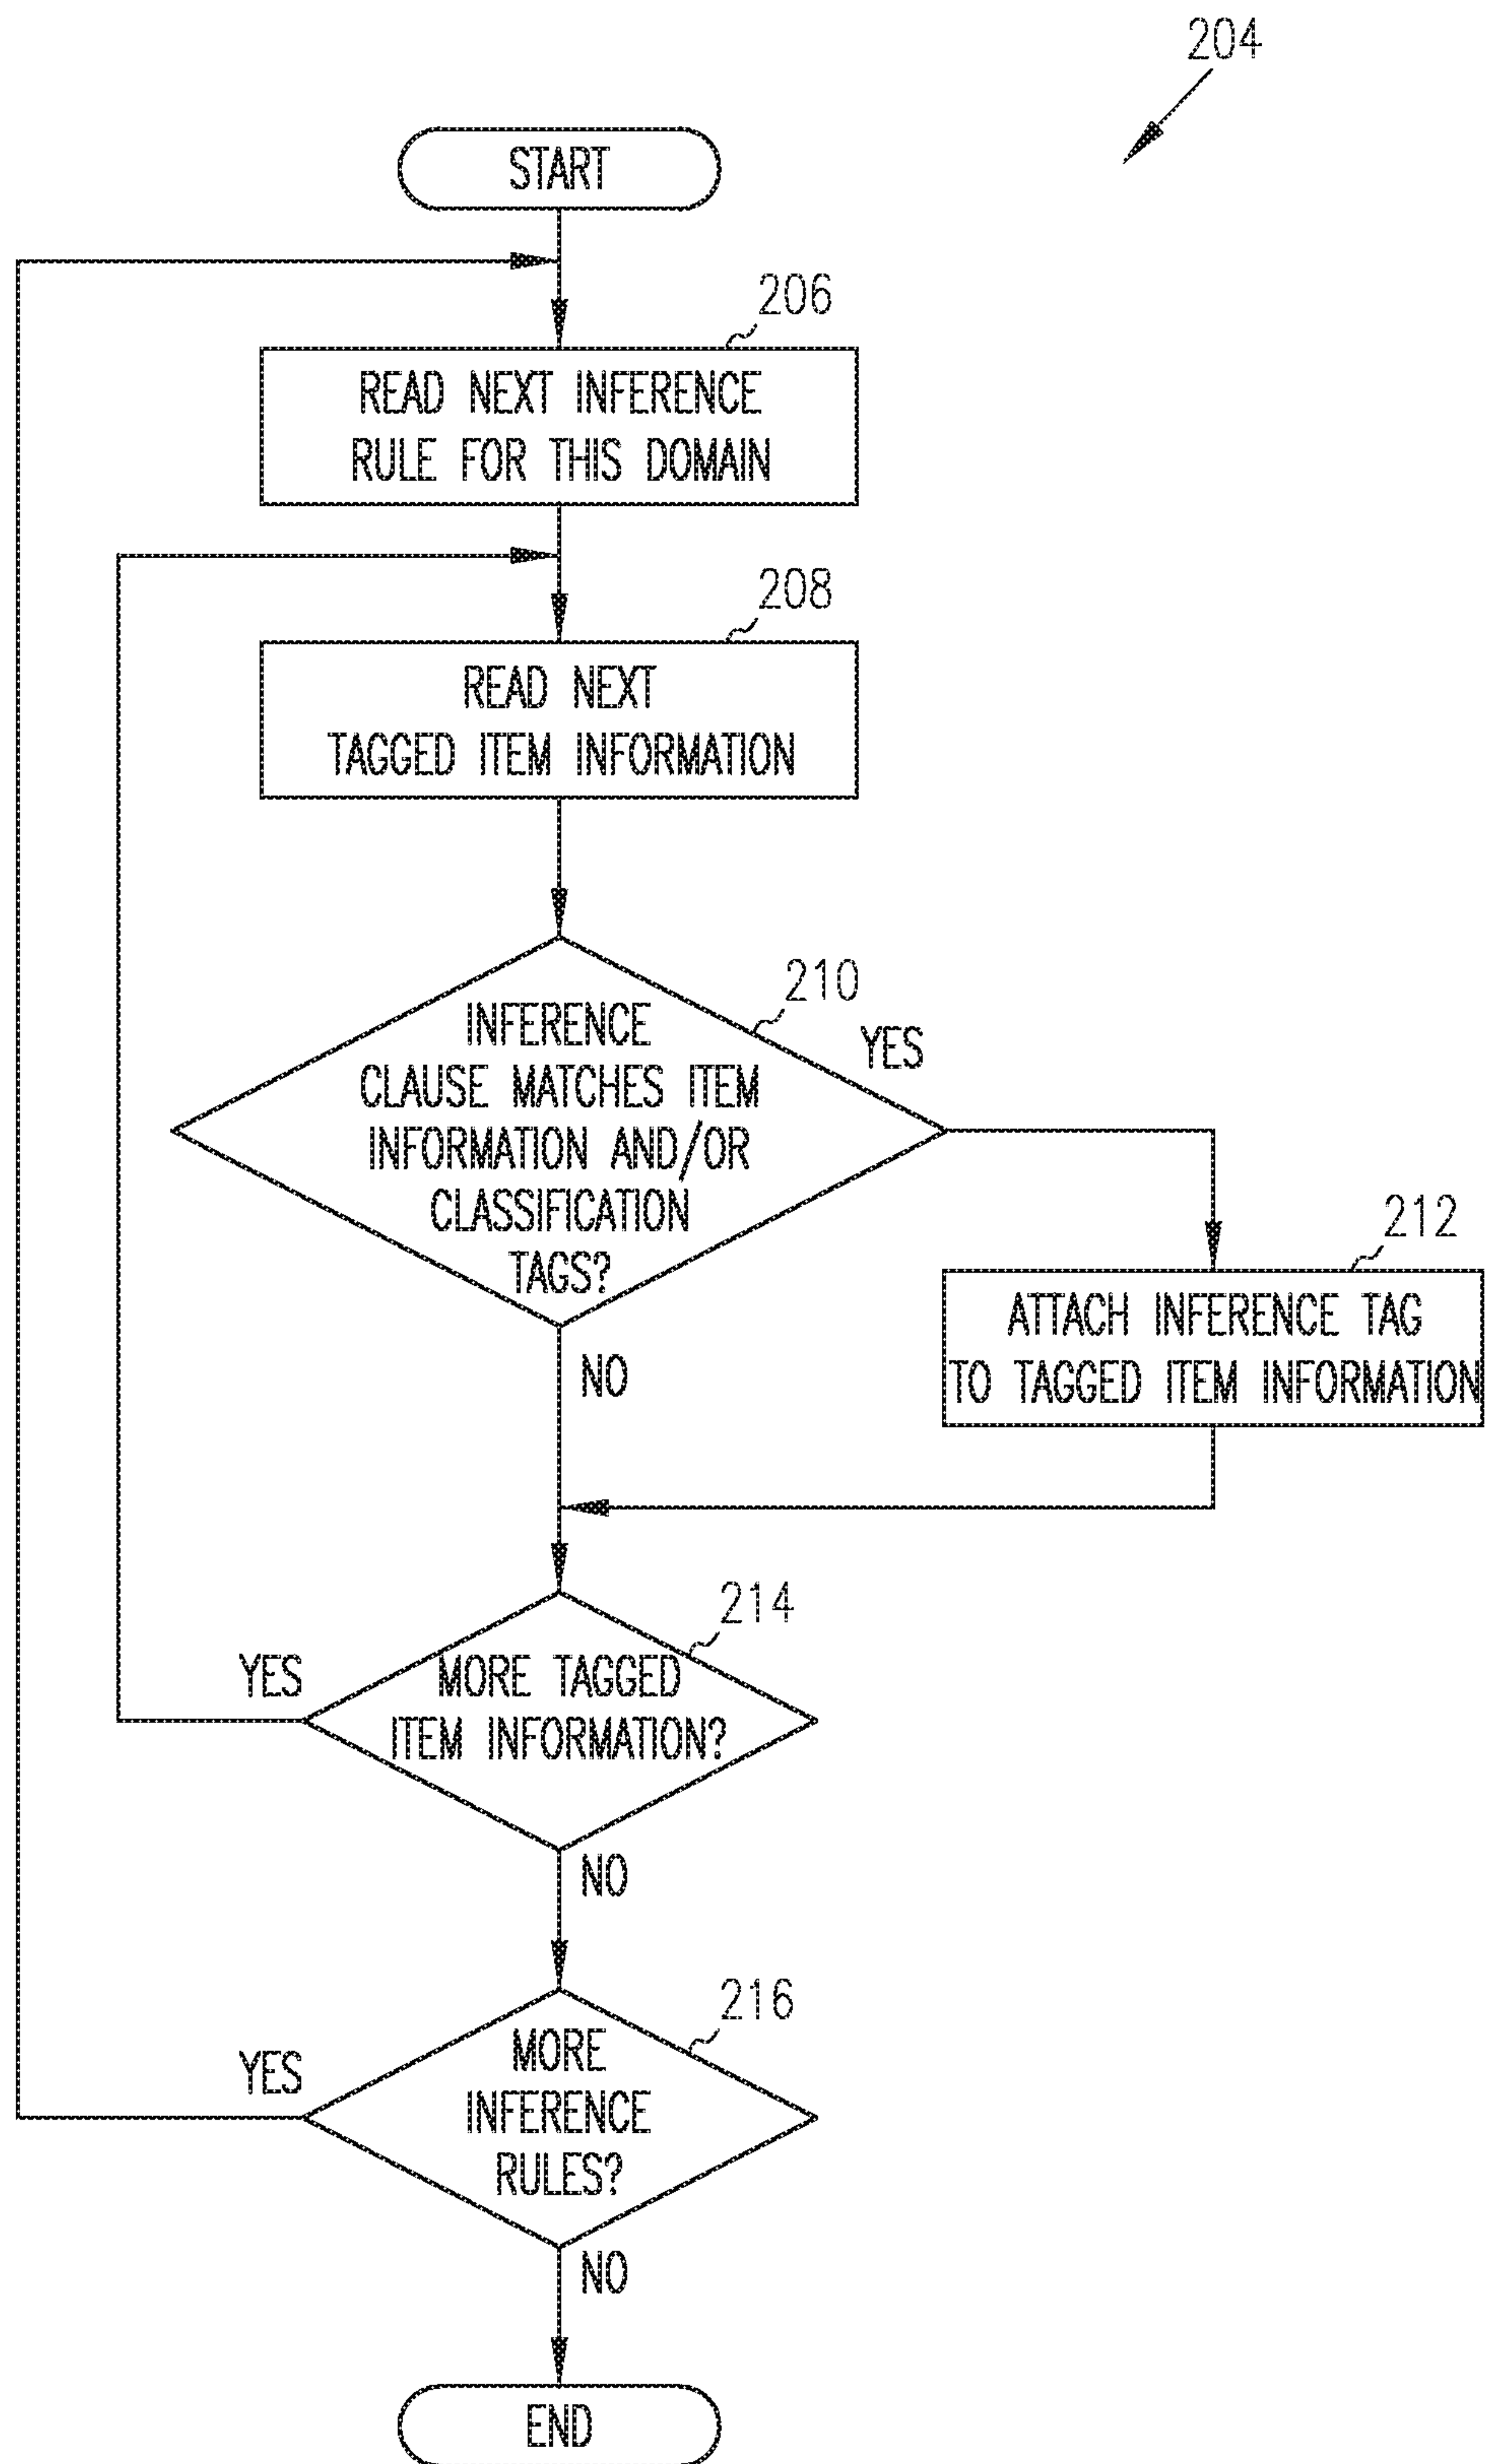 204
START
206
READ NEXT INFERENCE
RULE FOR THIS DOMAIN
208
READ NEXT
TAGGED ITEM INFORMATION
210
YES
INFERENCE
CLAUSE MATCHES ITEM
INFORMATION AND/OR
CLASSIFICATION
TAGS?
212
ATTACH INFERENCE TAG
TO TAGGED ITEM INFORMATION
NO
214
YES
MORE TAGGED
ITEM INFORMATION?
NO
216
YES
MORE
INFERENCE
RULES?
NO
END